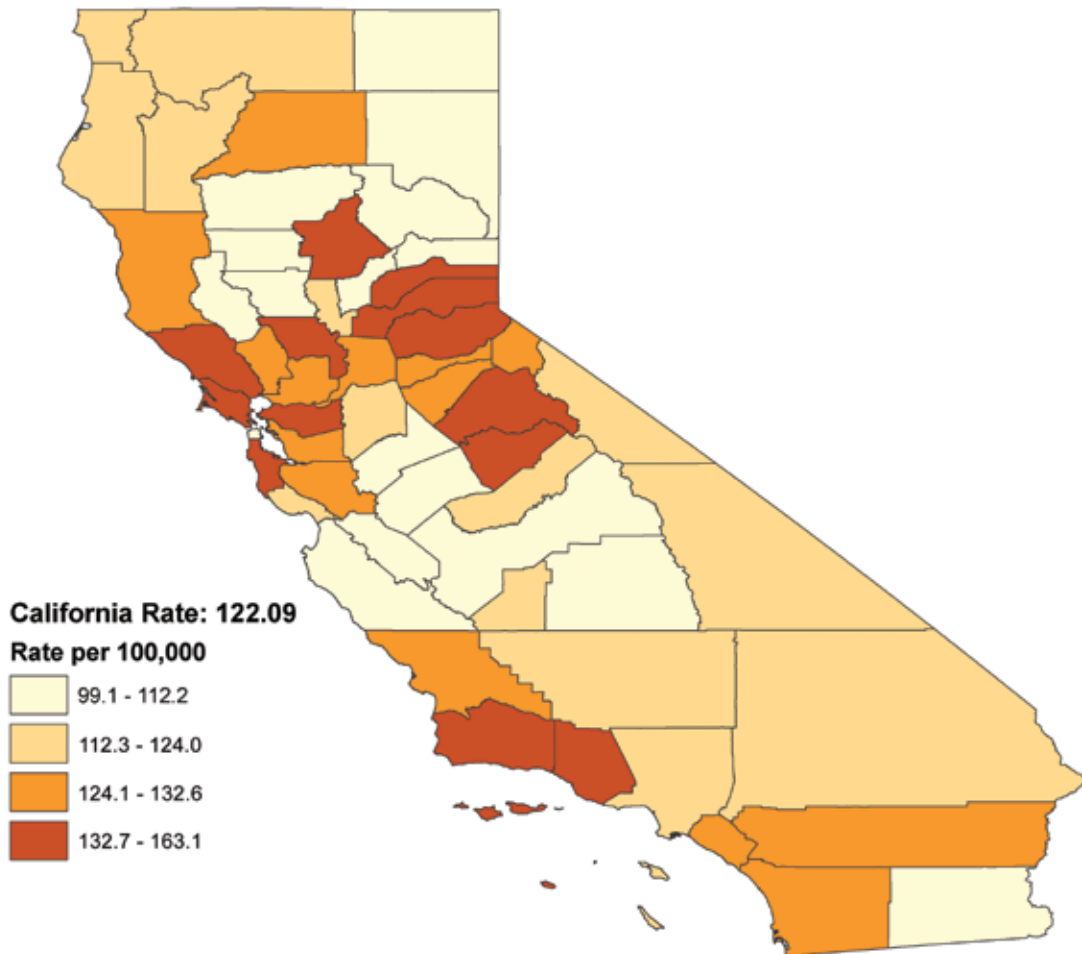 California Rate: 122.09
Rate per 100,000
99.1 - 112.2
112.3 - 124.0
124.1 - 132.6
132.7 - 163.1